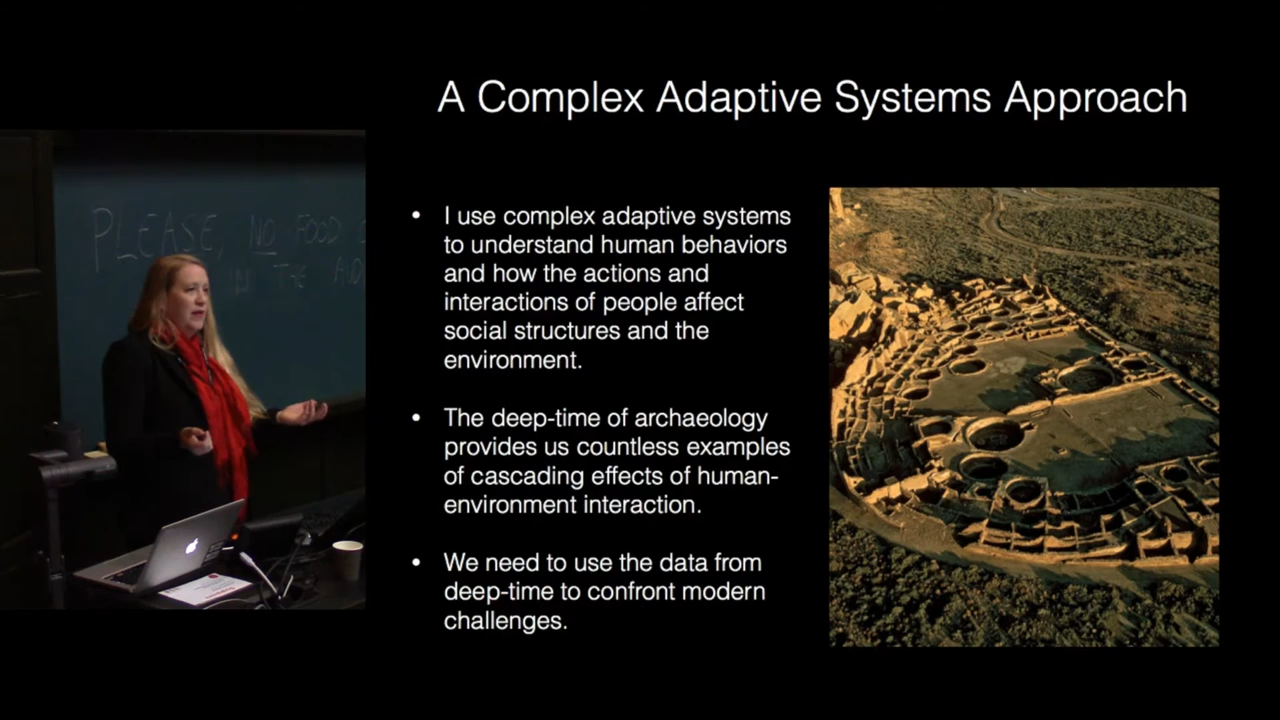 A Complex Adaptive Systems Approach
PLEASE, NO FOOD
IN THE
• I use complex adaptive systems
to understand human behaviors
and how the actions and
interactions of people affect
social structures and the
environment.
• The deep-time of archaeology
provides us countless examples
of cascading effects of human-
environment interaction.
• We need to use the data from
deep-time to confront modern
challenges.